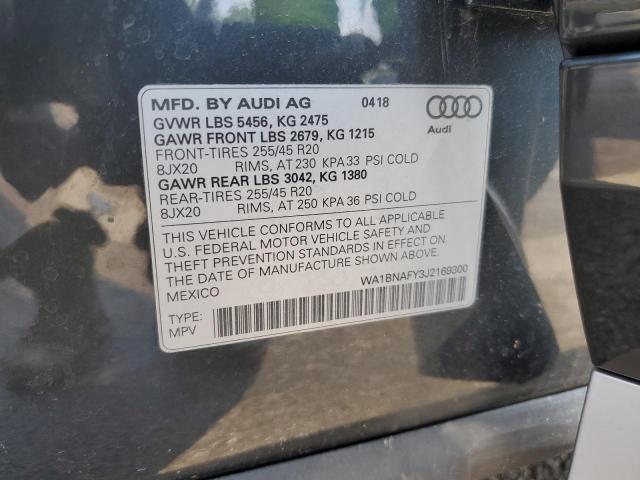 MFD. BY AUDI AG 0418
GVWR LBS 5456, KG 2475
GAWR FRONT LBS 2679, KG 1215
FRONT-TIRES 255/45 R20
8JX20 RIMS, AT 230 KPA 33 PSI COLD
GAWR REAR LBS 3042, KG 1380
REAR-TIRES 255/45 R20
8JX20 RIMS, AT 250 KPA 36 PSI COLD
Audi
THIS VEHICLE CONFORMS TO ALL APPLICABLE
U.S. FEDERAL MOTOR VEHICLE SAFETY AND
THEFT PREVENTION STANDARDS IN EFFECT ON
THE DATE OF MANUFACTURE SHOWN ABOVE.
MEXICO WA1BNAFY3J2169300
TYPE:
MPV